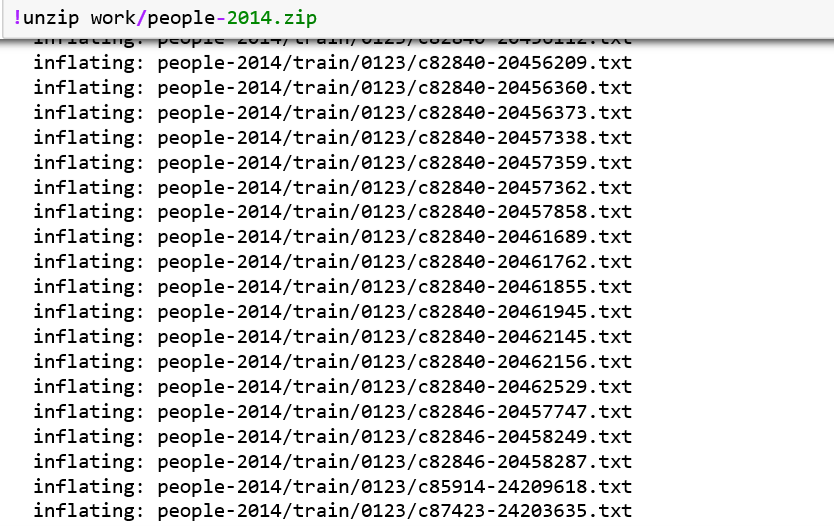 !unzip work/people-2014.zip
inflating: people-2014/train/0123/c82840-20456209.txt
inflating: people-2014/train/0123/c82840-20456360.txt
inflating: people-2014/train/0123/c82840-20456373.txt
inflating: people-2014/train/0123/c82840-20457338.txt
inflating: people-2014/train/0123/c82840-20457359.txt
inflating: people-2014/train/0123/c82840-20457362.txt
inflating: people-2014/train/0123/c82840-20457858.txt
inflating: people-2014/train/0123/c82840-20461689.txt
inflating: people-2014/train/0123/c82840-20461762.txt
inflating: people-2014/train/0123/c82840-20461855.txt
inflating: people-2014/train/0123/c82840-20461945.txt
inflating: people-2014/train/0123/c82840-20462145.txt
inflating: people-2014/train/0123/c82840-20462156.txt
inflating: people-2014/train/0123/c82840-20462529.txt
inflating: people-2014/train/0123/c82846-20457747.txt
inflating: people-2014/train/0123/c82846-20458249.txt
inflating: people-2014/train/0123/c82846-20458287.txt
inflating: people-2014/train/0123/c85914-24209618.txt
inflating: people-2014/train/0123/c87423-24203635.txt